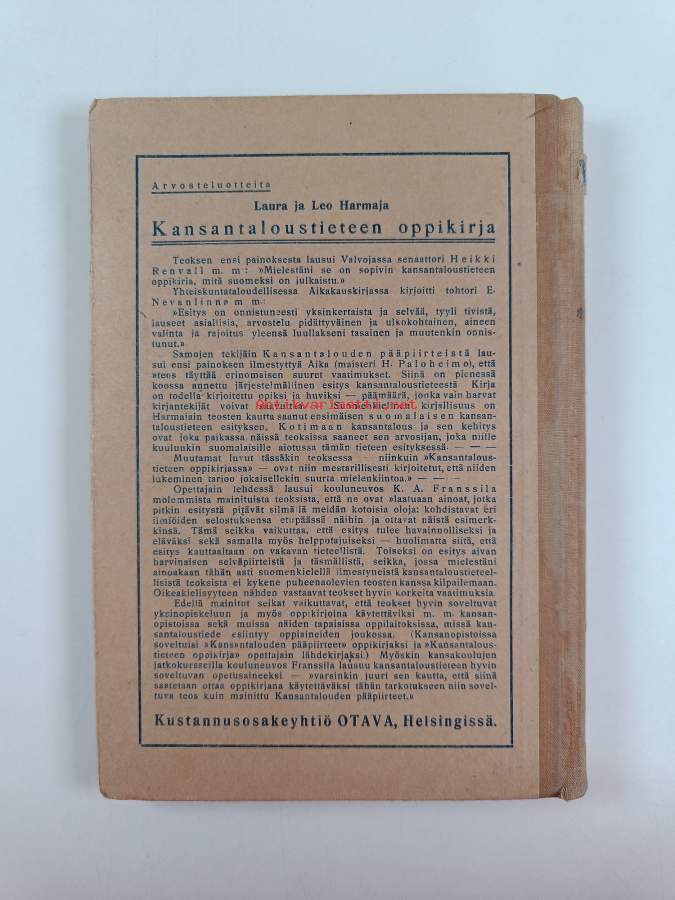 Arvosteluotteita
Laura ja Leo Harmaja
Kansantaloustieteen oppikirja
Teoksen ensi painoksesta lausui Valvojassa senaattori Heikki
Renvall m. m: »Mielestäni se on sopivin kansantaloustieteen
oppikirja, mitä suomeksi on julkaistu.»
Yhteiskuntataloudellisessa Aikakauskirjassa kirjoitti tohtori E.
Nevanlinna m m:
»Esitys on onnistuneesti yksinkertaista ja selvää, tyyli tivistä,
lauseet asiallisia, arvostelu pidättyväinen ja ulkokohtainen, aineen
valinta ja rajoitus yleensä luullakseni tasainen ja muutenkin onnis-
tunut.»
Samojen tekijäin Kansantalouden pääpiirteistä lau-
sui ensi painoksen ilmestyttyä Aika (maisteri H. Paloheimo), että
»teos täyttää erinomaisen suuret vaatimukset. Siinä on pienessä
koossa annettu järjestelmällinen esitys kansantaloustieteestä Kirja
on todella kirjoitettu opiksi ja huviksi — päämäärä, jonka vain harvat
kirjantekijät voivat saavuttaa. — Suomenkielinen kirjallisuus on
Antikvariaatti.net
Harmajain teosten kautta saanut ensimäisen suomalaisen kansan-
taloustieteen esityksen. Kotimaan kansantalous ja sen kehitys
ovat joka paikassa näissä teoksissa saaneet sen arvosijan, joka niille
kuuluukin suomalaisille aiotussa tämän tieteen esityksessä. — —
Muutamat luvut tässäkin teoksessa — niinkuin »Kansantalous-
tieteen oppikirjassa» — ovat niin mestarillisesti kirjoitetut, että niiden
lukeminen tarjoo jokaisellekin suurta mielenkiintoa.» — — —
Opettajain lehdessä lausui kouluneuvos K. A. Franssila
molemmista mainituista teoksista, että ne ovat »laatuaan ainoat, jotka
pitkin esitystä pitävät silmällä meidän kotoisia oloja: kohdistavat eri
ilmiöiden selostuksensa etupäässä näihin ja ottavat näistä esimerk-
kinsä. Tämä seikka vaikuttaa, että esitys tulee havainnolliseksi ja
eläväksi sekä samalla myös helppotajuiseksi — huolimatta siitä, että
esitys kauttaaltaan on vakavan tieteellistä. Toiseksi on esitys aivan
harvinaisen selväpiirteistä ja täsmällistä, seikka, jossa mielestäni
ainoakaan tähän asti suomenkielellä ilmestyneistä kansantaloustieteel-
lisistä teoksista ei kykene puheenaolevien teosten kanssa kilpailemaan.
Oikeakielisyyteen nähden vastaavat teokset hyvin korkeita vaatimuksia.
Edellä mainitut seikat vaikuttavat, että teokset hyvin soveltuvat
yksinopiskeluun ja myös oppikirjoina käytettäviksi m. m. kansan-
opistoissa sekä muissa näiden tapaisissa oppilaitoksissa, missä kan-
santaloustiede esiintyy oppiaineiden joukossa. (Kansanopistoissa
soveltuisi »Kansantalouden pääpiirteet» oppikirjaksi ja »Kansantalous-
tieteen oppikirja» opettajain lähdekirjaksi.) Myöskin kansakoulujen
jatkokursseilla kouluneuvos Franssila lausuu kansantaloustieteen hyvin
soveltuvan opetusaineeksi — »varsinkin juuri sen kautta, että siinä
saatetaan ottaa oppikirjana käytettäväksi tähän tarkotukseen niin sovel-
tuva teos kuin mainittu Kansantalouden pääpiirteet.»
Kustannusosakeyhtiö OTAVA, Helsingissä.